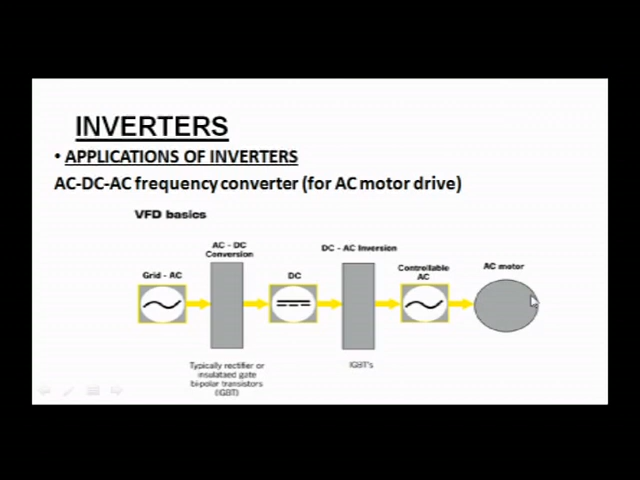 INVERTERS
• APPLICATIONS OF INVERTERS
AC-DC-AC frequency converter (for AC motor drive)
VFD basics
AC - DC
Conversion
DC - AC Inversion
Grid - AC
DC
Controllable
AC
AC motor
Typically rectifier or
insulataed gate
bi-polar transistors
(IGBT)
IGBT's